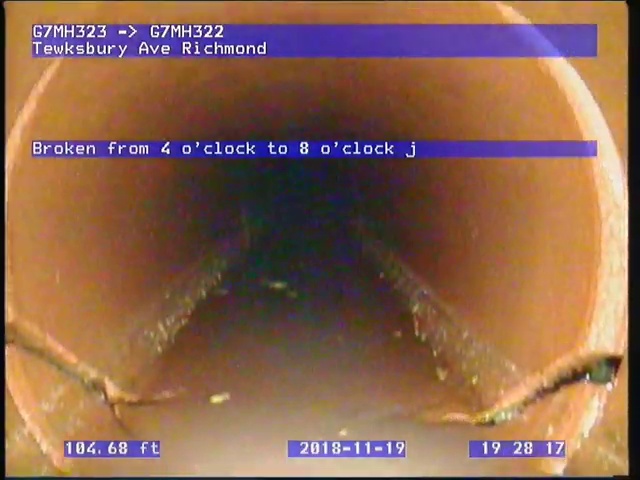 G7MH323 -> G7MH322
Tewksbury Ave Richmond
Broken from 4 o'clock to 8 o'clock j
104.68 ft 2018-11-19 19 28 17